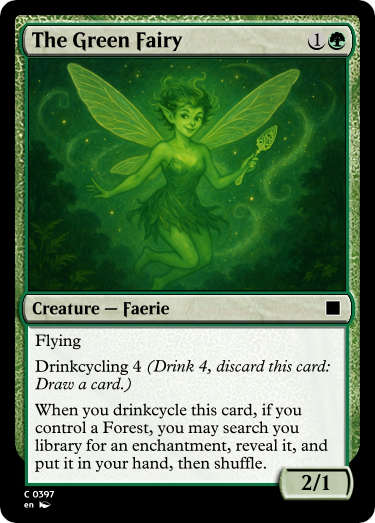 The Green Fairy 1
Creature — Faerie
Flying
Drinkcycling 4 (Drink 4, discard this card:
Draw a card.)
When you drinkcycle this card, if you
control a Forest, you may search you
library for an enchantment, reveal it, and
put it in your hand, then shuffle.
2/1
C 0397
en